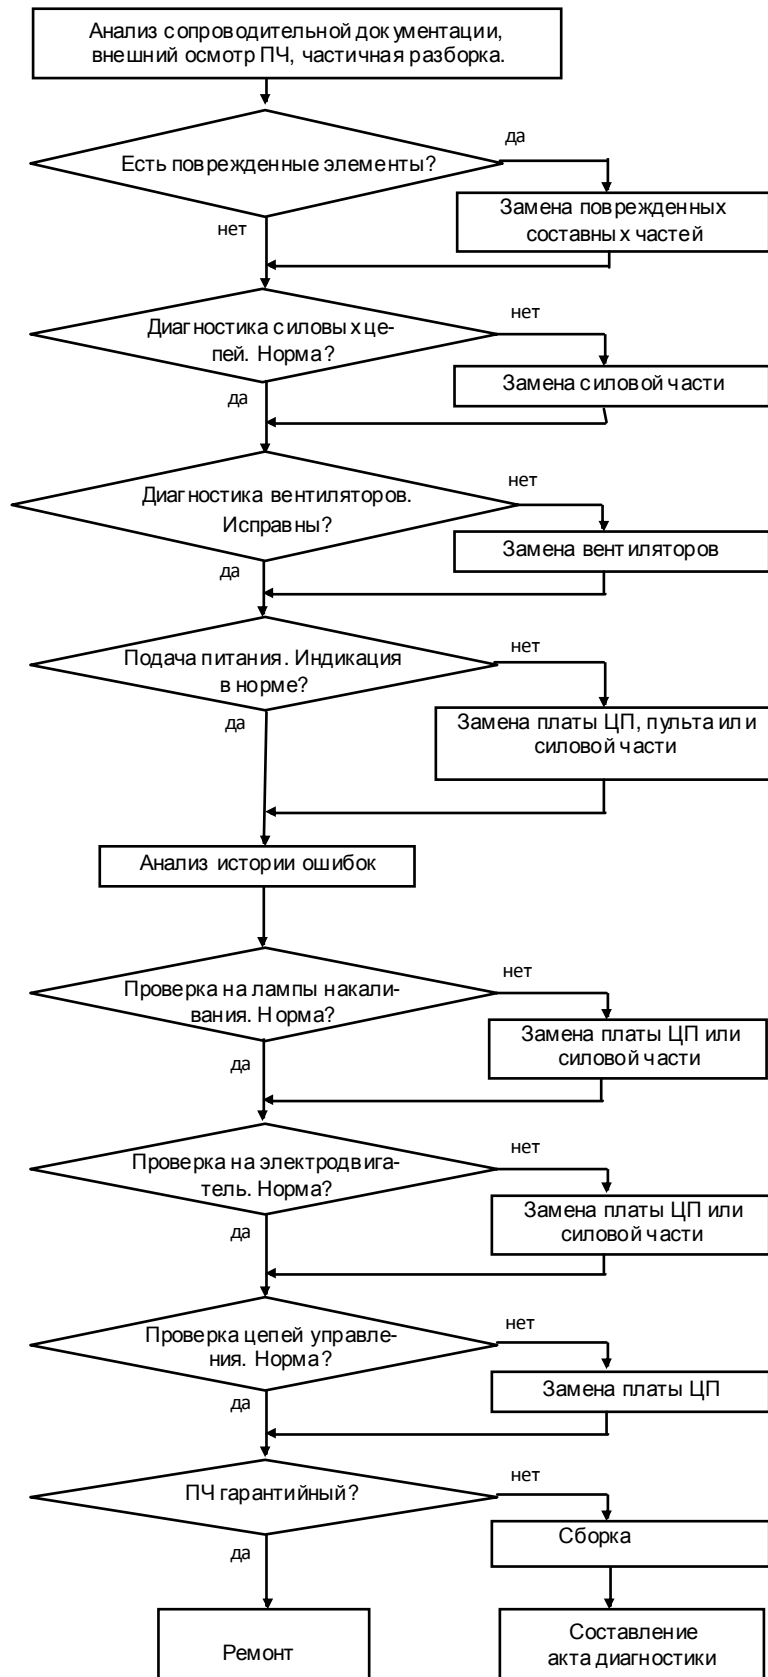 Анализ сопроводительной документации,
внешний осмотр ПЧ, частичная разборка.
Есть поврежденные элементы?
да
Замена поврежденных
составных частей
нет
Диагностика силовых це-
пей. Норма?
нет
Замена силовой части
да
Диагностика вентиляторов.
Исправны?
нет
Замена вентиляторов
да
Подача питания. Индикация
в норме?
нет
Замена платы ЦП, пульта или
силовой части
да
Анализ истории ошибок
Проверка на лампы накали-
вания. Норма?
нет
Замена платы ЦП или
силовой части
да
Проверка на электродвига-
тель. Норма?
нет
Замена платы ЦП или
силовой части
да
Проверка цепей управле-
ния. Норма?
нет
Замена платы ЦП
да
ПЧ гарантийный?
нет
Сборка
да
Ремонт
Составление
акта диагностики